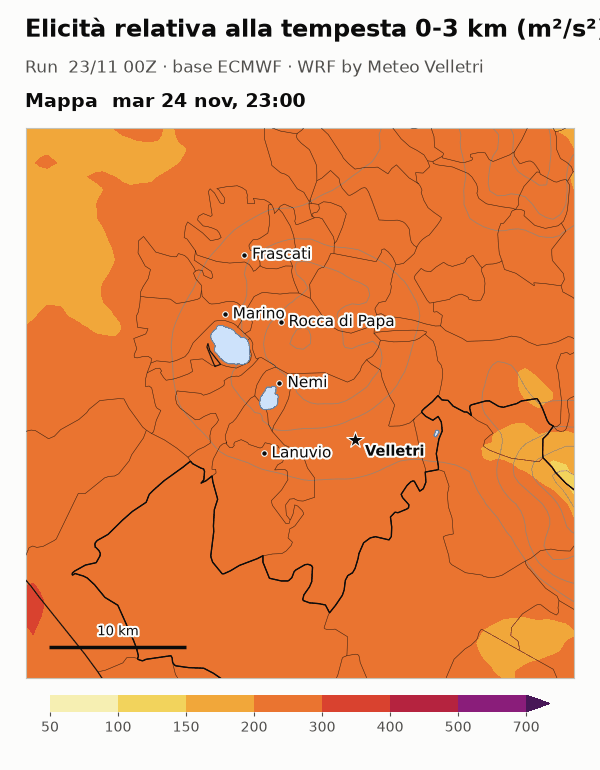 Elicità relativa alla tempesta 0-3 km (m²/s²)
Run 23/11 00Z · base ECMWF · WRF by Meteo Velletri
Mappa mar 24 nov, 23:00
Frascati
Marino
Rocca di Papa
Nemi
Velletri
Lanuvio
10 km
50 100 150 200 300 400 500 700